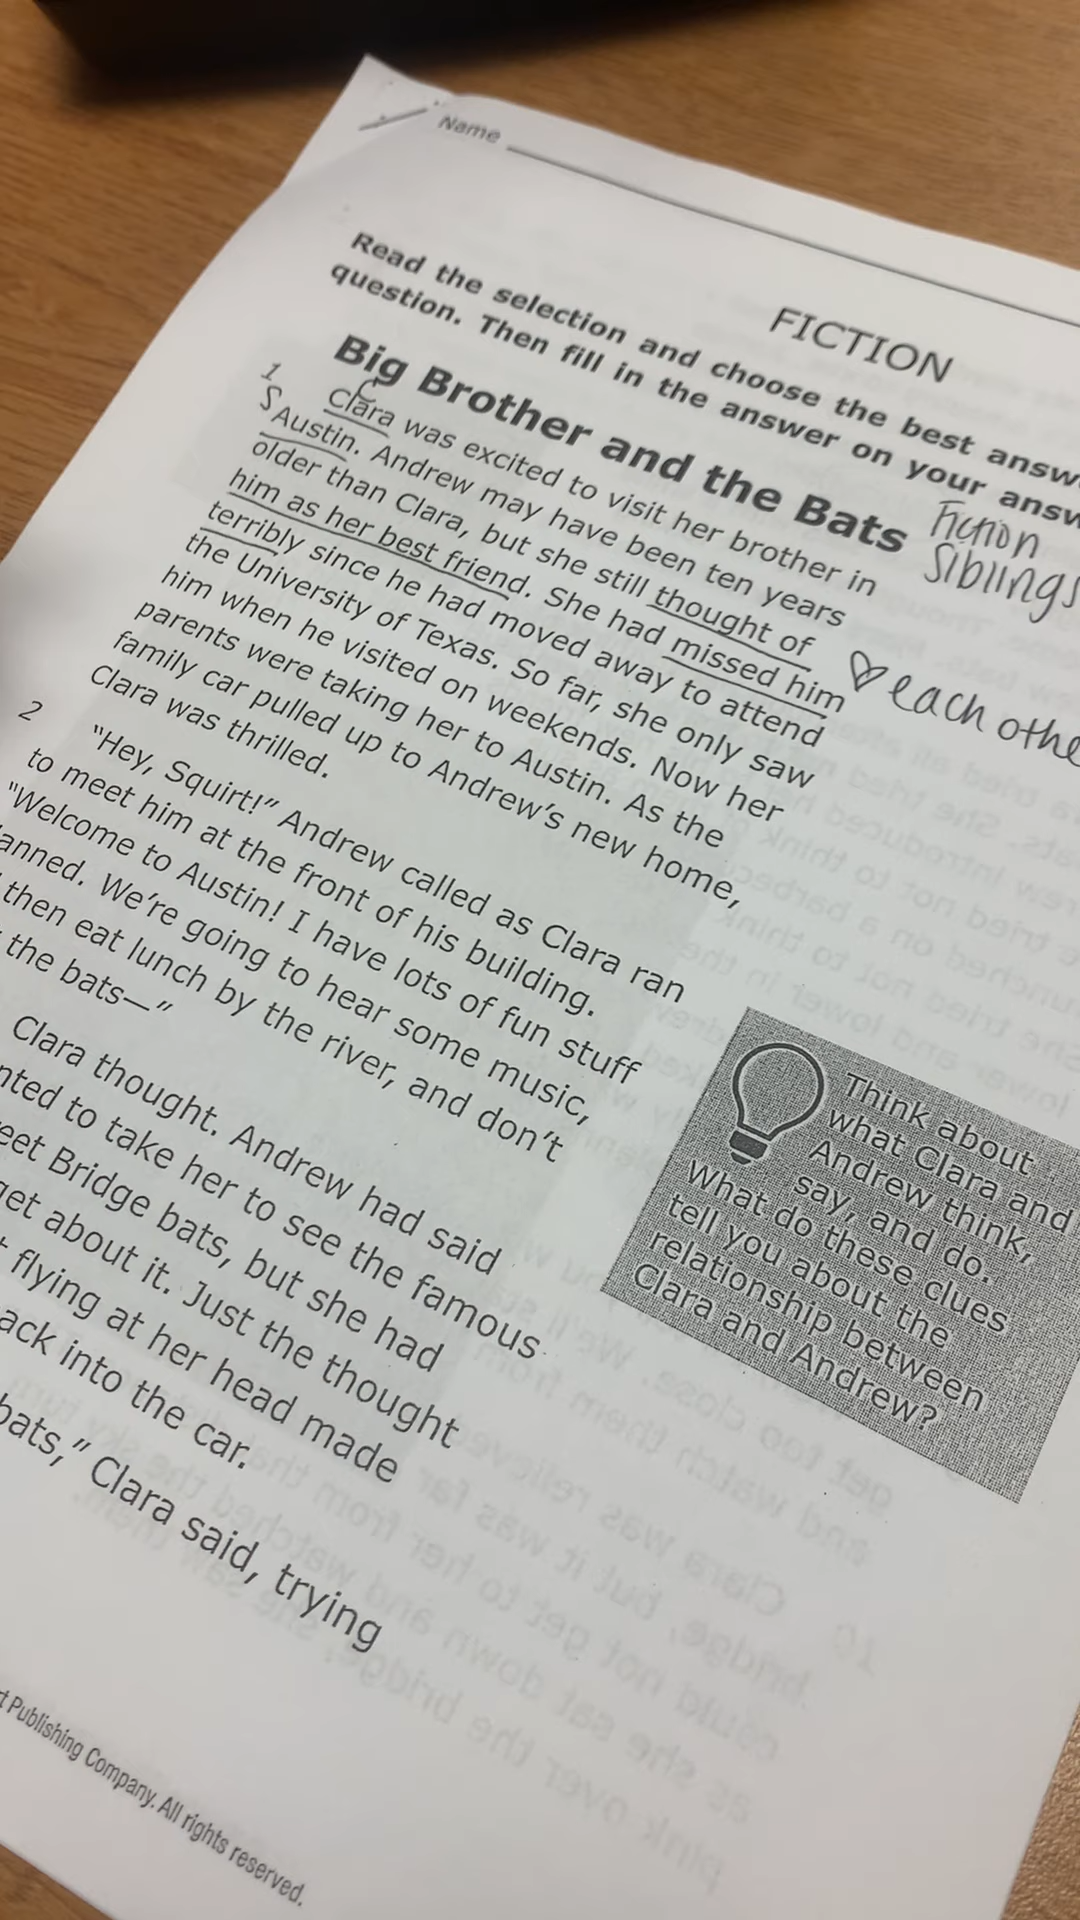 Name
FICTION
Read the selection and choose the best
question. Then fill in the answer on your
Big Brother and the Bats
Fiction
Siblings
1
C
Clara was excited to visit her brother in
S
Austin. Andrew may have been ten years
older than Clara, but she still thought of
him as her best friend. She had missed him
♡ each
terribly since he had moved away to attend
the University of Texas. So far, she only saw
him when he visited on weekends. Now her
parents were taking her to Austin. As the
family car pulled up to Andrew's new home,
Clara was thrilled.
2
"Hey, Squirt!" Andrew called as Clara ran
to meet him at the front of his building.
"Welcome to Austin! I have lots of fun stuff
We're going to hear some music,
then eat lunch by the river, and don't
the bats—"
Clara thought. Andrew had said
to take her to see the famous
Bridge bats, but she had
about it. Just the thought
flying at her head made
into the car.
bats," Clara said, trying
Think about
what Clara and
Andrew think,
say, and do.
What do these clues
tell you about the
relationship between
Clara and Andrew?
Publishing Company. All rights reserved.